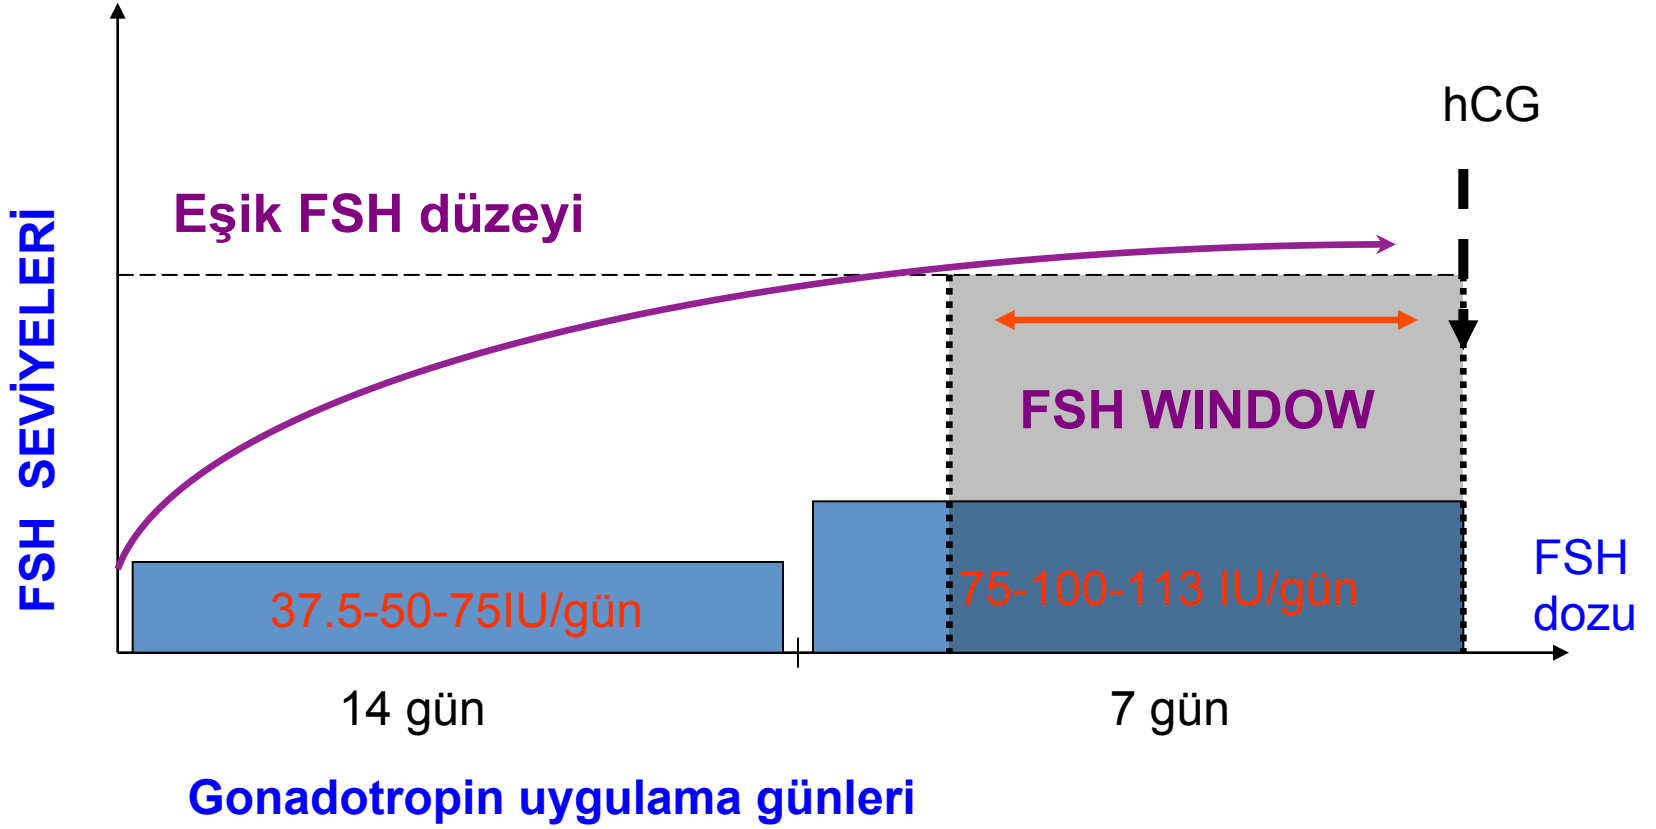 hCG
Eşik FSH düzeyi
FSH SEVİYELERİ
FSH WINDOW
37.5-50-75IU/gün
75-100-113 IU/gün
FSH
dozu
14 gün
7 gün
Gonadotropin uygulama günleri